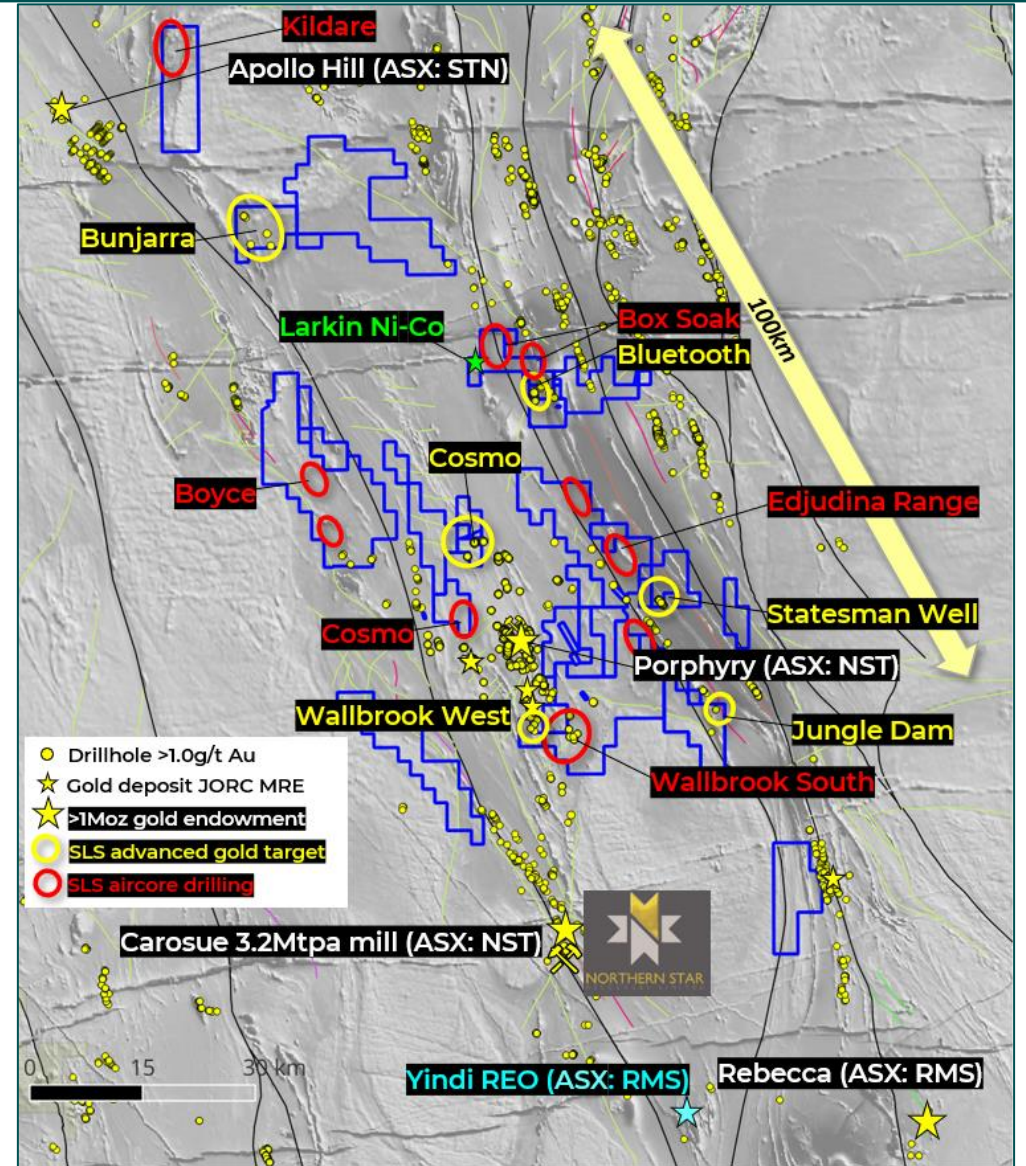 Kildare
Apollo Hill (ASX: STN)
Bunjarra
100km
Larkin Ni-Co
Box Soak
Bluetooth
Cosmo
Boyce
Edjudina Range
Statesman Well
Cosmo
Porphyry (ASX: NST)
Wallbrook West
Jungle Dam
Wallbrook South
Drillhole >1.0g/t Au
Gold deposit JORC MRE
>1Moz gold endowment
SLS advanced gold target
SLS aircore drilling
Carosue 3.2Mtpa mill (ASX: NST)
NORTHERN STAR
0 15 30 km
Yindi REO (ASX: RMS)
Rebecca (ASX: RMS)